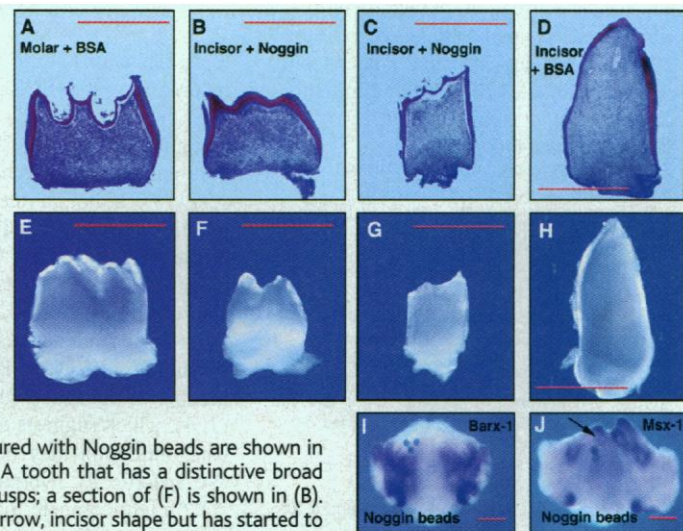 A
Molar + BSA
B
Incisor + Noggin
C
Incisor + Noggin
D
Incisor
+ BSA
E
F
G
H
I
Barx-1
Noggin beads
J
Msx-1
Noggin beads
ured with Noggin beads are shown in
A tooth that has a distinctive broad
usps; a section of (F) is shown in (B).
rrow, incisor shape but has started to